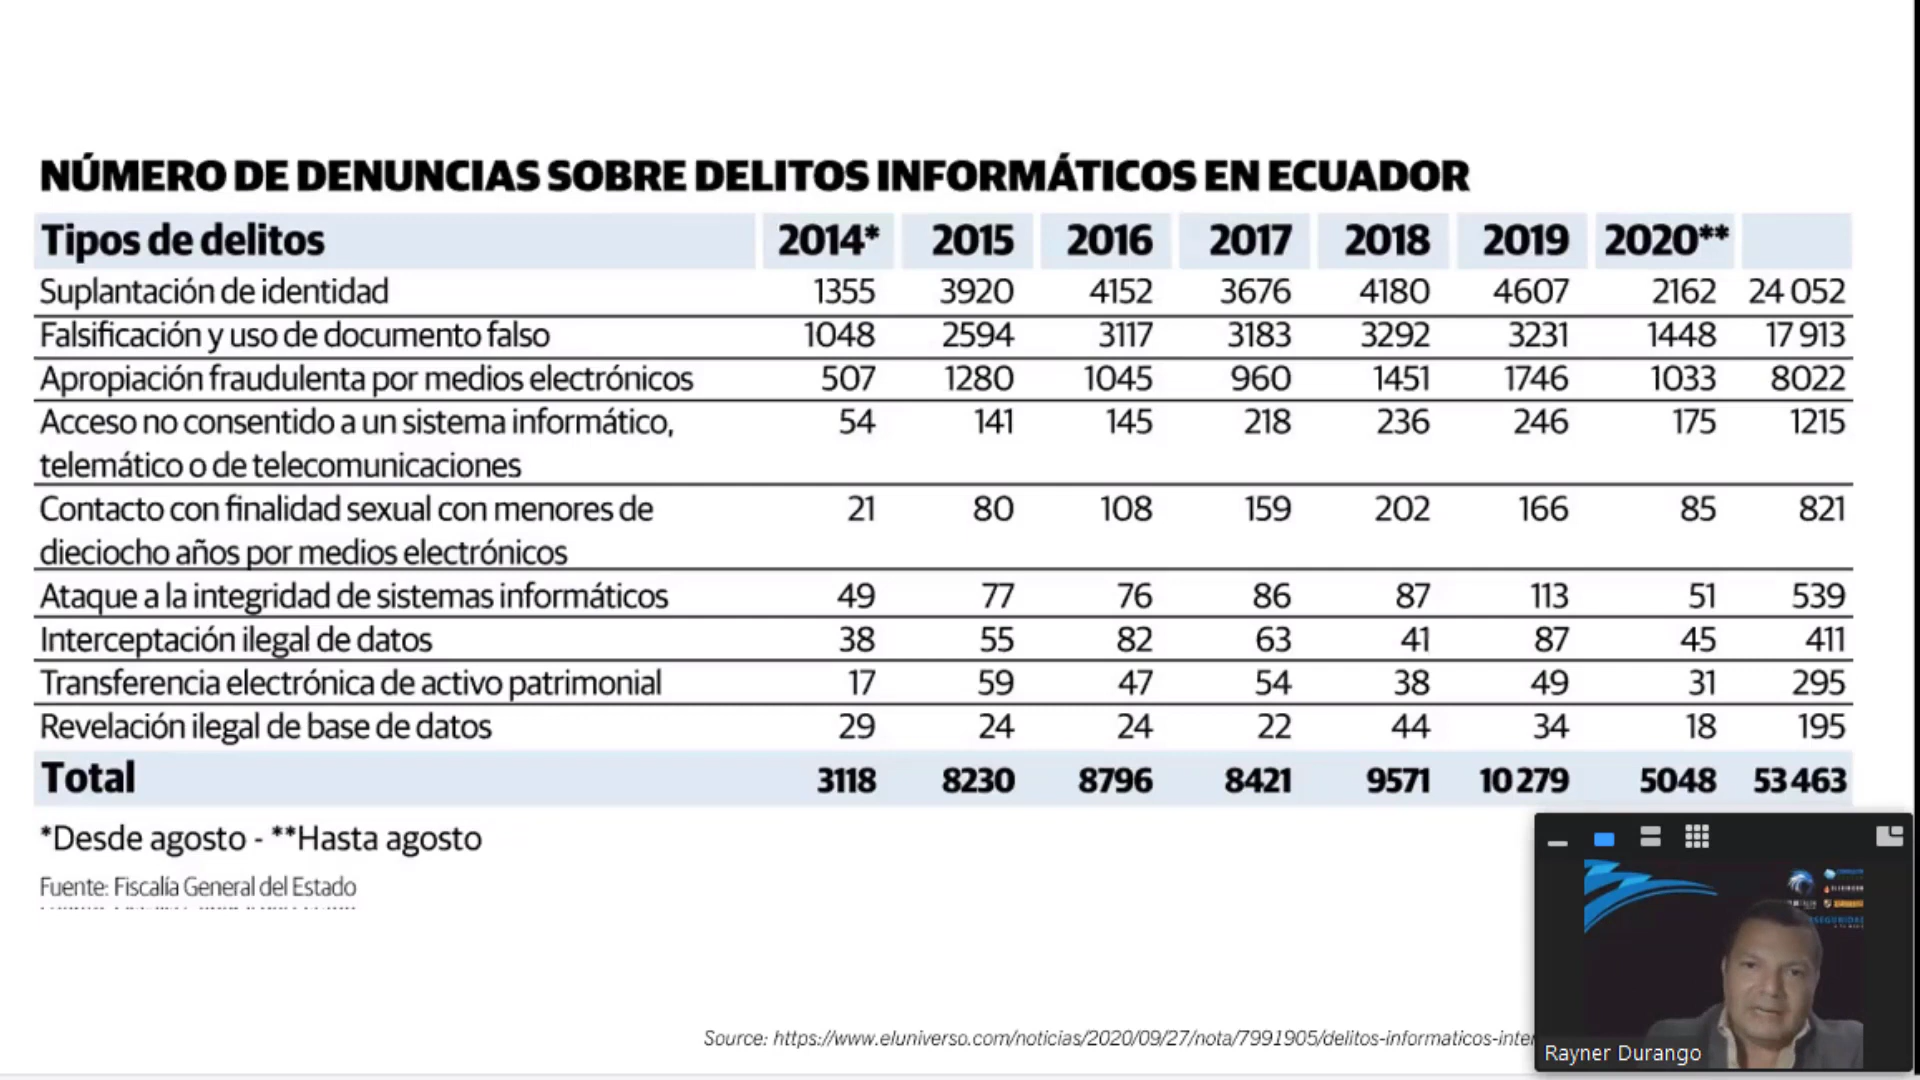 NÚMERO DE DENUNCIAS SOBRE DELITOS INFORMÁTICOS EN ECUADOR
Tipos de delitos 2014* 2015 2016 2017 2018 2019 2020**
Suplantación de identidad 1355 3920 4152 3676 4180 4607 2162 24 052
Falsificación y uso de documento falso 1048 2594 3117 3183 3292 3231 1448 17 913
Apropiación fraudulenta por medios electrónicos 507 1280 1045 960 1451 1746 1033 8022
Acceso no consentido a un sistema informático, 54 141 145 218 236 246 175 1215
telemático o de telecomunicaciones
Contacto con finalidad sexual con menores de 21 80 108 159 202 166 85 821
dieciocho años por medios electrónicos
Ataque a la integridad de sistemas informáticos 49 77 76 86 87 113 51 539
Interceptación ilegal de datos 38 55 82 63 41 87 45 411
Transferencia electrónica de activo patrimonial 17 59 47 54 38 49 31 295
Revelación ilegal de base de datos 29 24 24 22 44 34 18 195
Total 3118 8230 8796 8421 9571 10 279 5048 53 463
*Desde agosto - **Hasta agosto
Fuente: Fiscalía General del Estado
Source: https://www.eluniverso.com/noticias/2020/09/27/nota/7991905/delitos-informaticos-inter
Rayner Durango